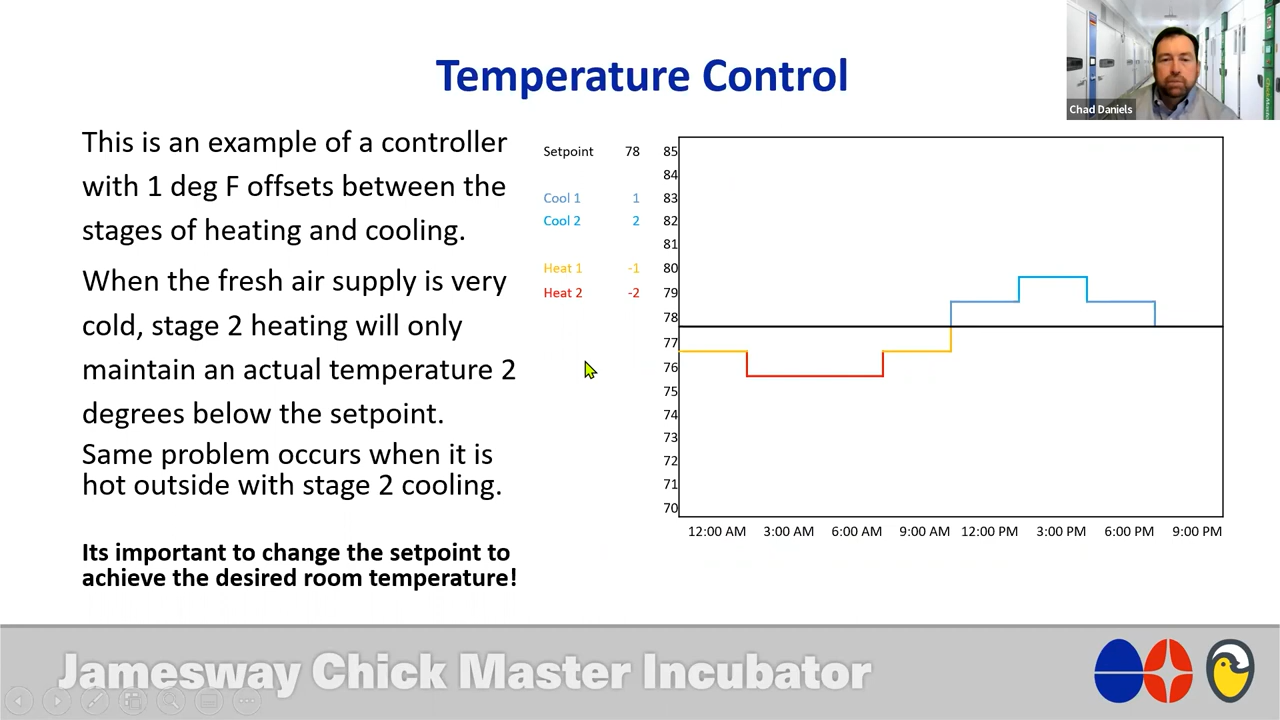 Temperature Control
Chad Daniels
This is an example of a controller
with 1 deg F offsets between the
stages of heating and cooling.
When the fresh air supply is very
cold, stage 2 heating will only
maintain an actual temperature 2
degrees below the setpoint.
Same problem occurs when it is
hot outside with stage 2 cooling.
Its important to change the setpoint to
achieve the desired room temperature!
Setpoint 78
Cool 1 1
Cool 2 2
Heat 1 -1
Heat 2 -2
85
84
83
82
81
80
79
78
77
76
75
74
73
72
71
70
12:00 AM 3:00 AM 6:00 AM 9:00 AM 12:00 PM 3:00 PM 6:00 PM 9:00 PM
Jamesway Chick Master Incubator